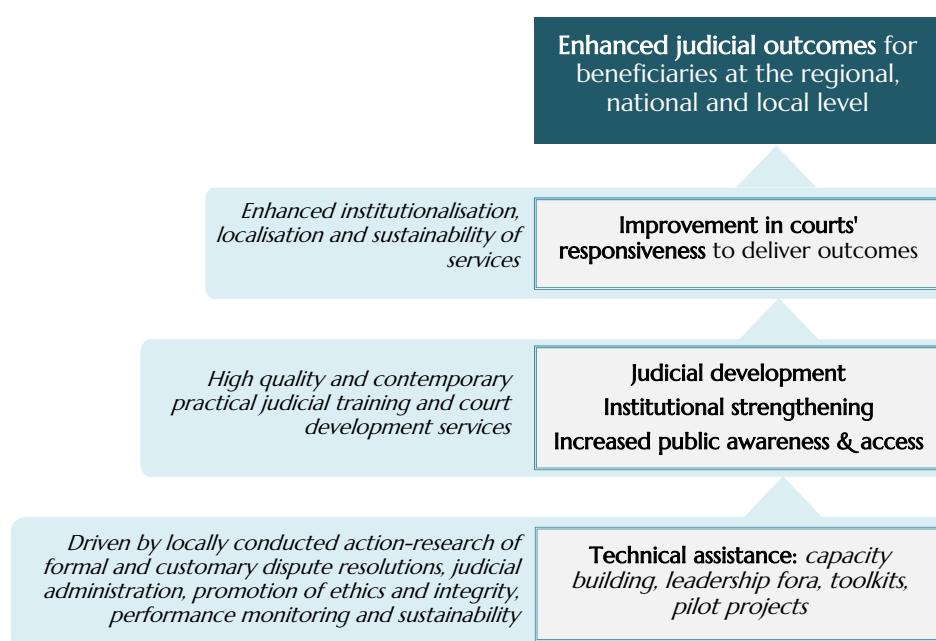 Enhanced judicial outcomes for
beneficiaries at the regional,
national and local level
Enhanced institutionalisation,
localisation and sustainability of
services
Improvement in courts'
responsiveness to deliver outcomes
High quality and contemporary
practical judicial training and court
development services
Judicial development
Institutional strengthening
Increased public awareness & access
Driven by locally conducted action-research of
formal and customary dispute resolutions, judicial
administration, promotion of ethics and integrity,
performance monitoring and sustainability
Technical assistance: capacity
building, leadership fora, toolkits,
pilot projects